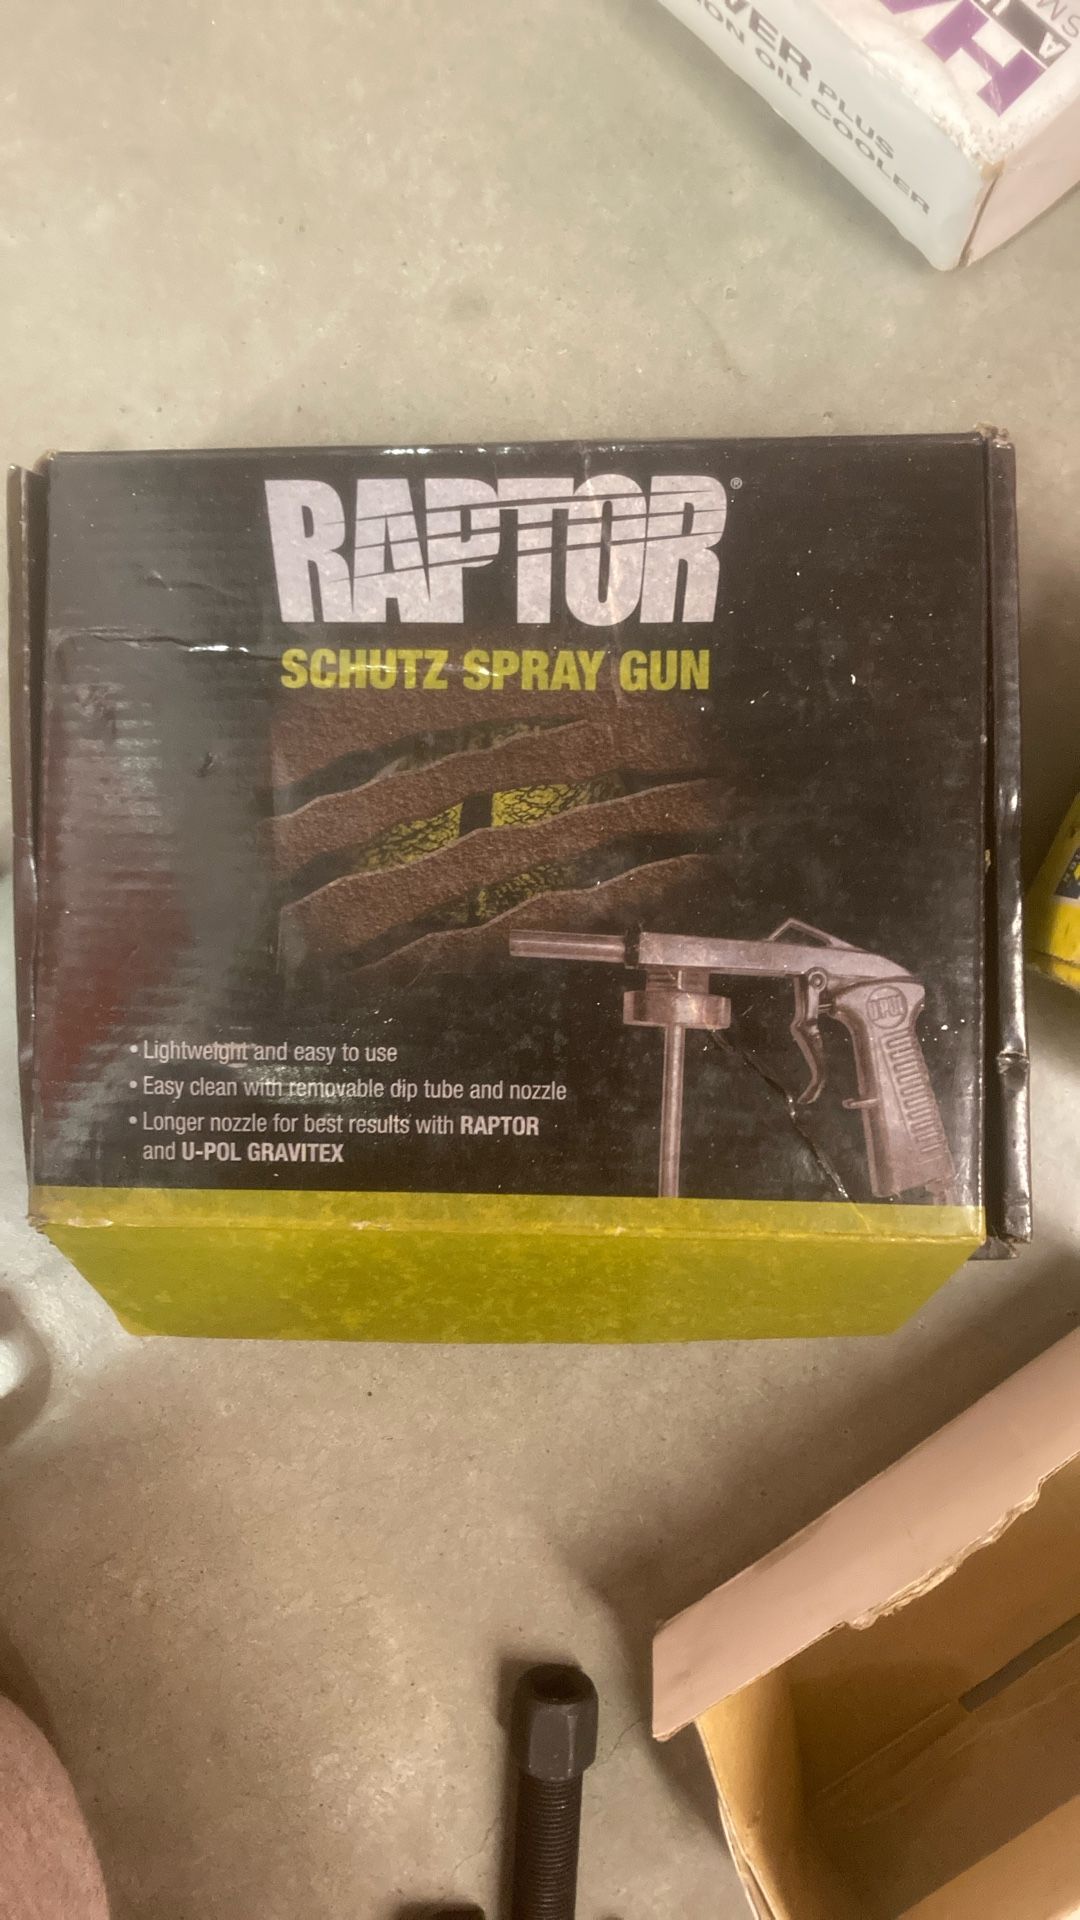 PLUS
OIL COOLER
RAPTOR®
SCHUTZ SPRAY GUN
U-POL
• Lightweight and easy to use
• Easy clean with removable dip tube and nozzle
• Longer nozzle for best results with RAPTOR
and U-POL GRAVITEX